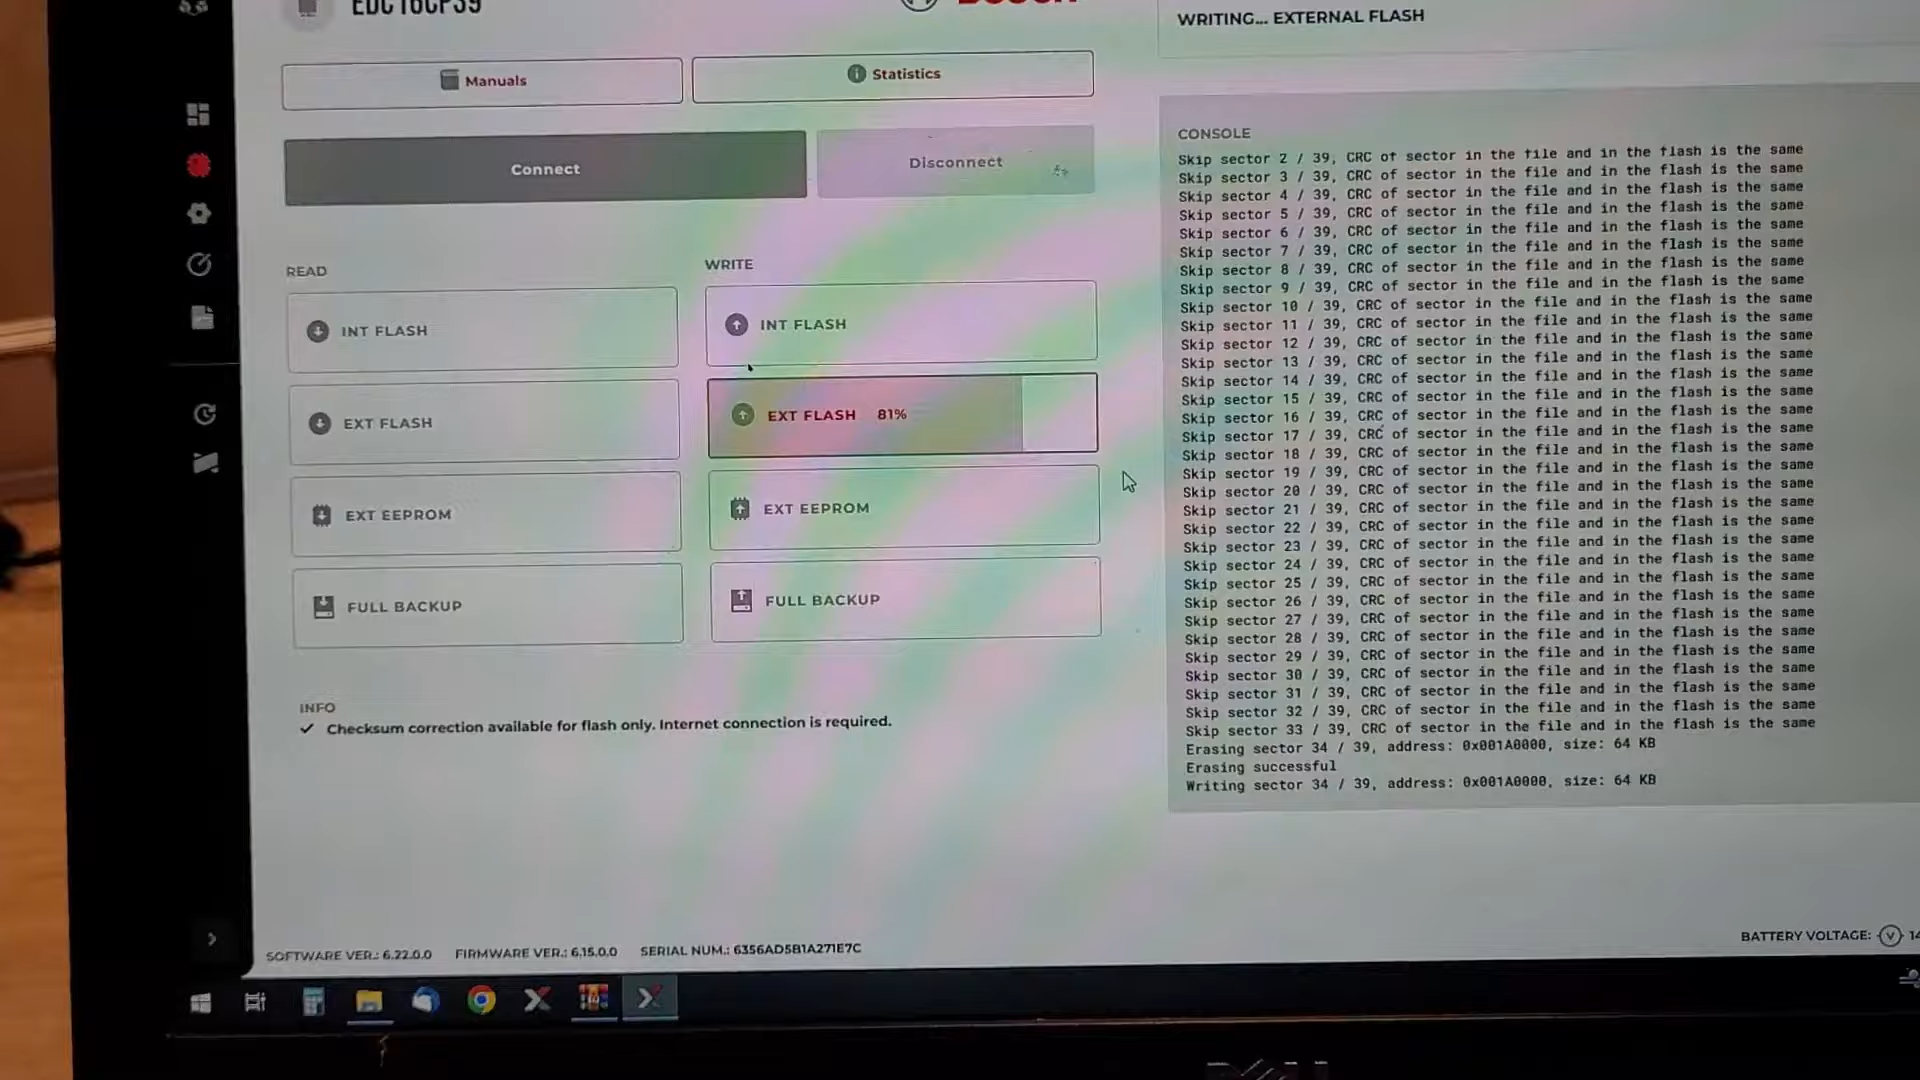 EDC16CP39
WRITING... EXTERNAL FLASH
Manuals
Statistics
Connect
Disconnect
READ
WRITE
INT FLASH
INT FLASH
EXT FLASH
EXT FLASH 81%
EXT EEPROM
EXT EEPROM
FULL BACKUP
FULL BACKUP
INFO
Checksum correction available for flash only. Internet connection is required.
CONSOLE
Skip sector 2 / 39, CRC of sector in the file and in the flash is the same
Skip sector 3 / 39, CRC of sector in the file and in the flash is the same
Skip sector 4 / 39, CRC of sector in the file and in the flash is the same
Skip sector 5 / 39, CRC of sector in the file and in the flash is the same
Skip sector 6 / 39, CRC of sector in the file and in the flash is the same
Skip sector 7 / 39, CRC of sector in the file and in the flash is the same
Skip sector 8 / 39, CRC of sector in the file and in the flash is the same
Skip sector 9 / 39, CRC of sector in the file and in the flash is the same
Skip sector 10 / 39, CRC of sector in the file and in the flash is the same
Skip sector 11 / 39, CRC of sector in the file and in the flash is the same
Skip sector 12 / 39, CRC of sector in the file and in the flash is the same
Skip sector 13 / 39, CRC of sector in the file and in the flash is the same
Skip sector 14 / 39, CRC of sector in the file and in the flash is the same
Skip sector 15 / 39, CRC of sector in the file and in the flash is the same
Skip sector 16 / 39, CRC of sector in the file and in the flash is the same
Skip sector 17 / 39, CRC of sector in the file and in the flash is the same
Skip sector 18 / 39, CRC of sector in the file and in the flash is the same
Skip sector 19 / 39, CRC of sector in the file and in the flash is the same
Skip sector 20 / 39, CRC of sector in the file and in the flash is the same
Skip sector 21 / 39, CRC of sector in the file and in the flash is the same
Skip sector 22 / 39, CRC of sector in the file and in the flash is the same
Skip sector 23 / 39, CRC of sector in the file and in the flash is the same
Skip sector 24 / 39, CRC of sector in the file and in the flash is the same
Skip sector 25 / 39, CRC of sector in the file and in the flash is the same
Skip sector 26 / 39, CRC of sector in the file and in the flash is the same
Skip sector 27 / 39, CRC of sector in the file and in the flash is the same
Skip sector 28 / 39, CRC of sector in the file and in the flash is the same
Skip sector 29 / 39, CRC of sector in the file and in the flash is the same
Skip sector 30 / 39, CRC of sector in the file and in the flash is the same
Skip sector 31 / 39, CRC of sector in the file and in the flash is the same
Skip sector 32 / 39, CRC of sector in the file and in the flash is the same
Skip sector 33 / 39, CRC of sector in the file and in the flash is the same
Erasing sector 34 / 39, address: 0x001A0000, size: 64 KB
Erasing successful
Writing sector 34 / 39, address: 0x001A0000, size: 64 KB
BATTERY VOLTAGE: V 14
SOFTWARE VER.: 6.22.0.0 FIRMWARE VER.: 6.15.0.0 SERIAL NUM.: 6356AD5B1A271E7C